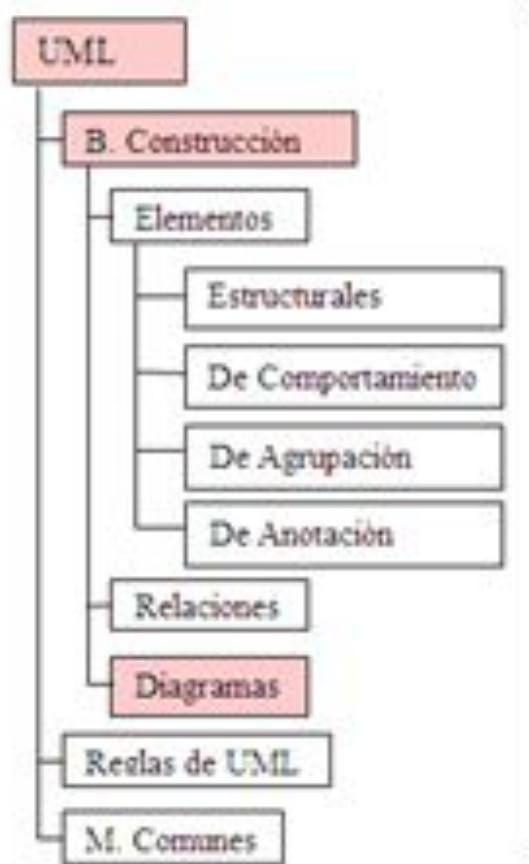 UML
B. Construcción
Elementos
Estructurales
De Comportamiento
De Agrupación
De Anotación
Relaciones
Diagramas
Reglas de UML
M. Comunes